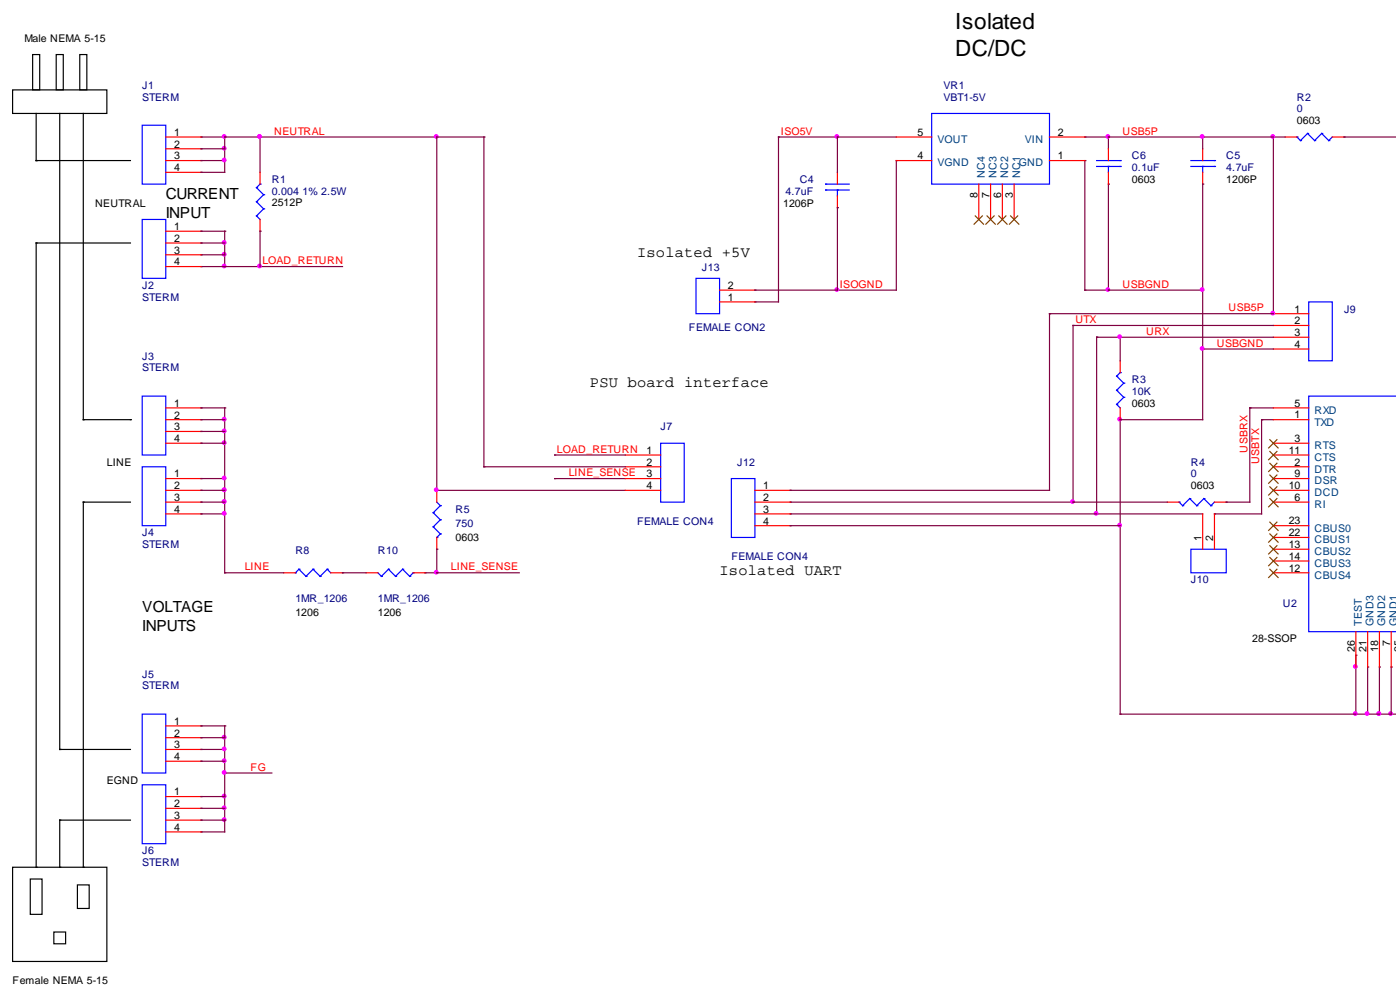 Isolated
DC/DC
Male NEMA 5-15
J1
STERM
1
2
3
4
NEUTRAL
R1
0.004 1% 2.5W
2512P
CURRENT
INPUT
NEUTRAL
1
2
3
4
LOAD_RETURN
J2
STERM
J3
STERM
1
2
3
4
LINE
1
2
3
4
J4
STERM
LINE
R8
1MR_1206
1206
R10
1MR_1206
1206
R5
750
0603
LINE_SENSE
VOLTAGE
INPUTS
J5
STERM
1
2
3
4
FG
EGND
1
2
3
4
J6
STERM
Female NEMA 5-15
VR1
VBT1-5V
ISO5V
5
VOUT
4
VGND
VIN
2
GND
1
NC4
NC3
NC2
NC1
8
7
6
3
USB5P
C4
4.7uF
1206P
C6
0.1uF
0603
C5
4.7uF
1206P
R2
0
0603
Isolated +5V
J13
2
1
ISOGND
FEMALE CON2
USBGND
USB5P
UTX
URX
USBGND
1
2
3
4
J9
R3
10K
0603
PSU board interface
J7
LOAD_RETURN
1
2
LINE_SENSE
3
4
FEMALE CON4
J12
1
2
3
4
FEMALE CON4
Isolated UART
R4
0
0603
USBRX
USBTX
1
2
J10
5
RXD
1
TXD
3
RTS
11
CTS
2
DTR
9
DSR
10
DCD
6
RI
23
CBUS0
22
CBUS1
13
CBUS2
14
CBUS3
12
CBUS4
U2
28-SSOP
TEST
GND3
GND2
GND1
26
21
18
7